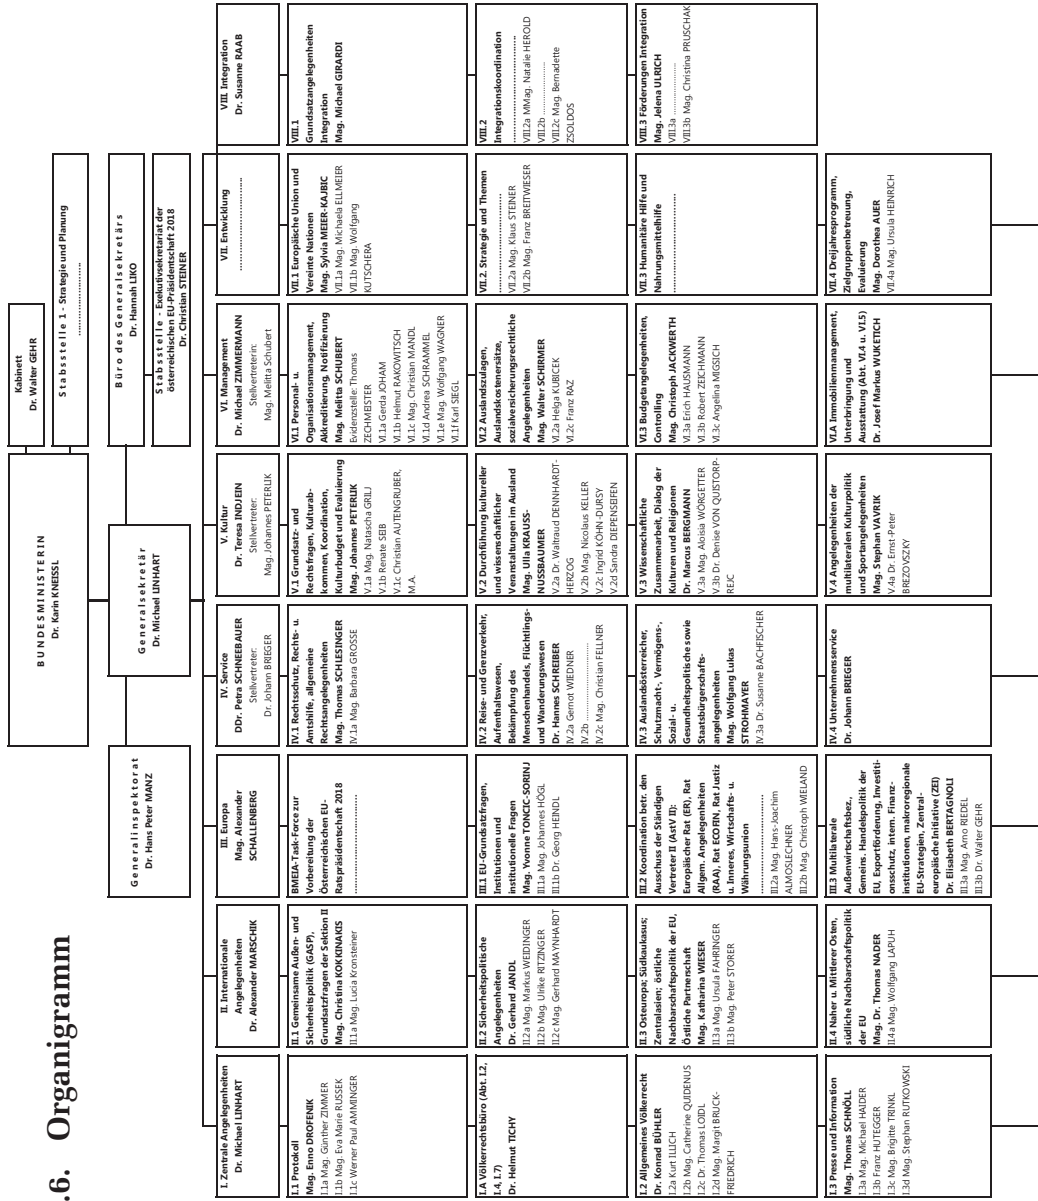 .6. Organigramm
BUNDESMINISTERIN
Dr. Karin KNEISSL
Kabinett
Dr. Walter GEHR
Stabsstelle 1 - Strategie und Planung
..............................
Generalinspektorat
Dr. Hans Peter MANZ
Generalsekretär
Dr. Michael LINHART
Büro des Generalsekretärs
Dr. Hannah LIKO
Stabsstelle - Exekutivsekretariat der
österreichischen EU-Präsidentschaft 2018
Dr. Christian STEINER
I. Zentrale Angelegenheiten
Dr. Michael LINHART
II. Internationale
Angelegenheiten
Dr. Alexander MARSCHIK
III. Europa
Mag. Alexander
SCHALLENBERG
IV. Service
DDr. Petra SCHNEEBAUER
Stellvertreter:
Dr. Johann BRIEGER
V. Kultur
Dr. Teresa INDJEIN
Stellvertreter:
Mag. Johannes PETERLIK
VI. Management
Dr. Michael ZIMMERMANN
Stellvertreterin:
Mag. Melitta Schubert
VII. Entwicklung
..............................
VIII. Integration
Dr. Susanne RAAB
I.1 Protokoll
Mag. Enno DROFENIK
I.1a Mag. Günther ZIMMER
I.1b Mag. Eva Marie RUSSEK
I.1c Werner Paul AMMINGER
II.1 Gemeinsame Außen- und
Sicherheitspolitik (GASP),
Grundsatzfragen der Sektion II
Mag. Christina KOKKINAKIS
II.1a Mag. Lucia Kronsteiner
BMEIA-Task-Force zur
Vorbereitung der
Österreichischen EU-
Ratspräsidentschaft 2018
..............................
IV.1 Rechtsschutz, Rechts- u.
Amtshilfe, allgemeine
Rechtsangelegenheiten
Mag. Thomas SCHLESINGER
IV.1a Mag. Barbara GROSSE
V.1 Grundsatz- und
Rechtsfragen, Kulturab-
kommen, Koordination,
Kulturbudget und Evaluierung
Mag. Johannes PETERLIK
V.1a Mag. Natascha GRILJ
V.1b Renate SEIB
V.1c Christian AUTENGRUBER,
M.A.
VI.1 Personal- u.
Organisationsmanagement,
Akkreditierung, Notifizierung
Mag. Melitta SCHUBERT
Evidenzstelle: Thomas
ZECHMEISTER
VI.1a Gerda JOHAM
VI.1b Helmut RAKOWITSCH
VI.1c Mag. Christian MANDL
VI.1d Andrea SCHRAMMEL
VI.1e Mag. Wolfgang WAGNER
VI.1f Karl SIEGL
VII.1 Europäische Union und
Vereinte Nationen
Mag. Sylvia MEIER-KAJBIC
VII.1a Mag. Michaela ELLMEIER
VII.1b Mag. Wolfgang
KUTSCHERA
VIII.1
Grundsatzangelegenheiten
Integration
Mag. Michael GIRARDI
I.A Völkerrechtsbüro (Abt. I.2,
I.4, I.7)
Dr. Helmut TICHY
II.2 Sicherheitspolitische
Angelegenheiten
Dr. Gerhard JANDL
II.2a Mag. Markus WEIDINGER
II.2b Mag. Ulrike RITZINGER
II.2c Mag. Gerhard MAYNHARDT
III.1 EU-Grundsatzfragen,
Institutionen und
institutionelle Fragen
Mag. Yvonne TONCIC-SORINJ
III.1a Mag. Johannes HÖGL
III.1b Dr. Georg HEINDL
IV.2 Reise- und Grenzverkehr,
Aufenthaltswesen,
Bekämpfung des
Menschenhandels, Flüchtlings-
und Wanderungswesen
Dr. Hannes SCHREIBER
IV.2a Gernot WIEDNER
IV.2b ......................
IV.2c Mag. Christian FELLNER
V.2 Durchführung kultureller
und wissenschaftlicher
Veranstaltungen im Ausland
Mag. Ulla KRAUSS-
NUSSBAUMER
V.2a Dr. Waltraud DENNHARDT-
HERZOG
V.2b Mag. Nicolaus KELLER
V.2c Ingrid KÖHN-DURSY
V.2d Sandra DIEPENSEIFEN
VI.2 Auslandszulagen,
Auslandskostenersätze,
sozialversicherungsrechtliche
Angelegenheiten
Mag. Walter SCHIRMER
VI.2a Helga KUBICEK
VI.2c Franz RAZ
VII.2. Strategie und Themen
..............................
VII.2a Mag. Klaus STEINER
VII.2b Mag. Franz BREITWIESER
VIII.2
Integrationskoordination
..............................
VIII.2a MMag. Natalie HEROLD
VIII.2b .................
VIII.2c Mag. Bernadette
ZSOLDOS
I.2 Allgemeines Völkerrecht
Dr. Konrad BÜHLER
I.2a Kurt ILLICH
I.2b Mag. Catherine QUIDENUS
I.2c Dr. Thomas LOIDL
I.2d Mag. Margit BRUCK-
FRIEDRICH
II.3 Osteuropa; Südkaukasus;
Zentralasien; östliche
Nachbarschaftspolitik der EU,
Östliche Partnerschaft
Mag. Katharina WIESER
II.3a Mag. Ursula FAHRINGER
II.3b Mag. Peter STORER
III.2 Koordination betr. den
Ausschuss der Ständigen
Vertreter II (AstV II):
Europäischer Rat (ER), Rat
Allgem. Angelegenheiten
(RAA), Rat ECOFIN, Rat Justiz
u. Inneres, Wirtschafts- u.
Währungsunion
..............................
III.2a Mag. Hans-Joachim
ALMOSLECHNER
III.2b Mag. Christoph WIELAND
IV.3 Auslandsösterreicher,
Schutzmacht-, Vermögens-,
Sozial- u.
Gesundheitspolitische sowie
Staatsbürgerschafts-
angelegenheiten
Mag. Wolfgang Lukas
STROHMAYER
IV.3a Dr. Susanne BACHFISCHER
V.3 Wissenschaftliche
Zusammenarbeit, Dialog der
Kulturen und Religionen
Dr. Marcus BERGMANN
V.3a Mag. Aloisia WÖRGETTER
V.3b Dr. Denise VON QUISTORP-
REJC
VI.3 Budgetangelegenheiten,
Controlling
Mag. Christoph JACKWERTH
VI.3a Erich HAUSMANN
VI.3b Robert ZEICHMANN
VI.3c Angelina MIGSICH
VII.3 Humanitäre Hilfe und
Nahrungsmittelhilfe
..............................
VIII.3 Förderungen Integration
Mag. Jelena ULRICH
VIII.3a .................
VIII.3b Mag. Christina PRUSCHAK
I.3 Presse und Information
Mag. Thomas SCHNÖLL
I.3a Mag. Michael HAIDER
I.3b Franz HUTEGGER
I.3c Mag. Brigitte TRINKL
I.3d Mag. Stephan RUTKOWSKI
II.4 Naher u. Mittlerer Osten,
südliche Nachbarschaftspolitik
der EU
Mag. Dr. Thomas NADER
II.4a Mag. Wolfgang LAPUH
III.3 Multilaterale
Außenwirtschaftsbez.,
Gemeins. Handelspolitik der
EU, Exportförderung, Investiti-
onsschutz, intern. Finanz-
institutionen, makroregionale
EU-Strategien, Zentral-
europäische Initiative (ZEI)
Dr. Elisabeth BERTAGNOLI
III.3a Mag. Arno RIEDEL
III.3b Dr. Walter GEHR
IV.4 Unternehmensservice
Dr. Johann BRIEGER
V.4 Angelegenheiten der
multilateralen Kulturpolitik
und Sportangelegenheiten
Mag. Stephan VAVRIK
V.4a Dr. Ernst-Peter
BREZOVSZKY
VI.A Immobilienmanagement,
Unterbringung und
Ausstattung (Abt. VI.4 u. VI.5)
Dr. Josef Markus WUKETICH
VII.4 Dreijahresprogramm,
Zielgruppenbetreuung,
Evaluierung
Mag. Dorothea AUER
VII.4a Mag. Ursula HEINRICH